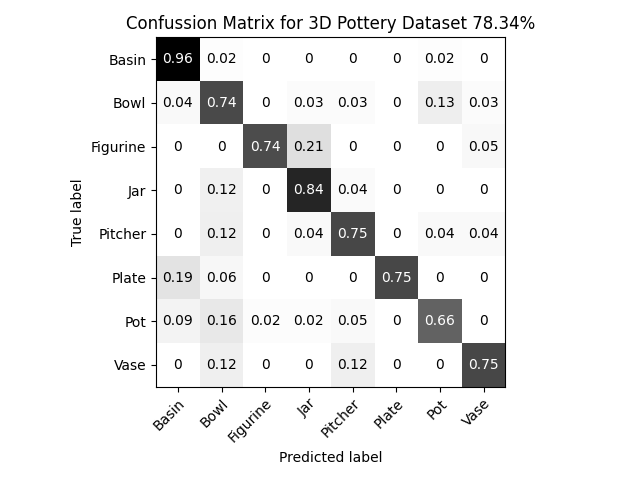 Confussion Matrix for 3D Pottery Dataset 78.34%
Basin 0.96 0.02 0 0 0 0 0.02 0
Bowl 0.04 0.74 0 0.03 0.03 0 0.13 0.03
Figurine 0 0 0.74 0.21 0 0 0 0.05
Jar 0 0.12 0 0.84 0.04 0 0 0
Pitcher 0 0.12 0 0.04 0.75 0 0.04 0.04
Plate 0.19 0.06 0 0 0 0.75 0 0
Pot 0.09 0.16 0.02 0.02 0.05 0 0.66 0
Vase 0 0.12 0 0 0.12 0 0 0.75
True label
Basin Bowl Figurine Jar Pitcher Plate Pot Vase
Predicted label